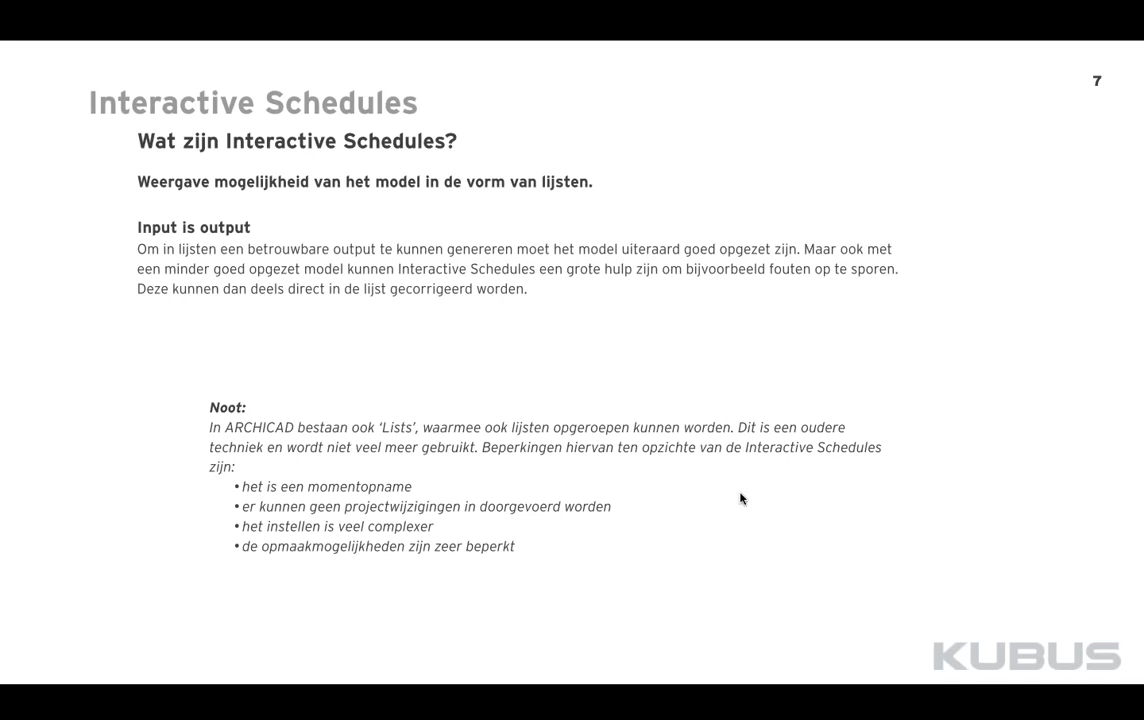 7
Interactive Schedules
Wat zijn Interactive Schedules?
Weergave mogelijkheid van het model in de vorm van lijsten.
Input is output
Om in lijsten een betrouwbare output te kunnen genereren moet het model uiteraard goed opgezet zijn. Maar ook met
een minder goed opgezet model kunnen Interactive Schedules een grote hulp zijn om bijvoorbeeld fouten op te sporen.
Deze kunnen dan deels direct in de lijst gecorrigeerd worden.
Noot:
In ARCHICAD bestaan ook ‘Lists’, waarmee ook lijsten opgeroepen kunnen worden. Dit is een oudere
techniek en wordt niet veel meer gebruikt. Beperkingen hiervan ten opzichte van de Interactive Schedules
zijn:
• het is een momentopname
• er kunnen geen projectwijzigingen in doorgevoerd worden
• het instellen is veel complexer
• de opmaakmogelijkheden zijn zeer beperkt
KUBUS